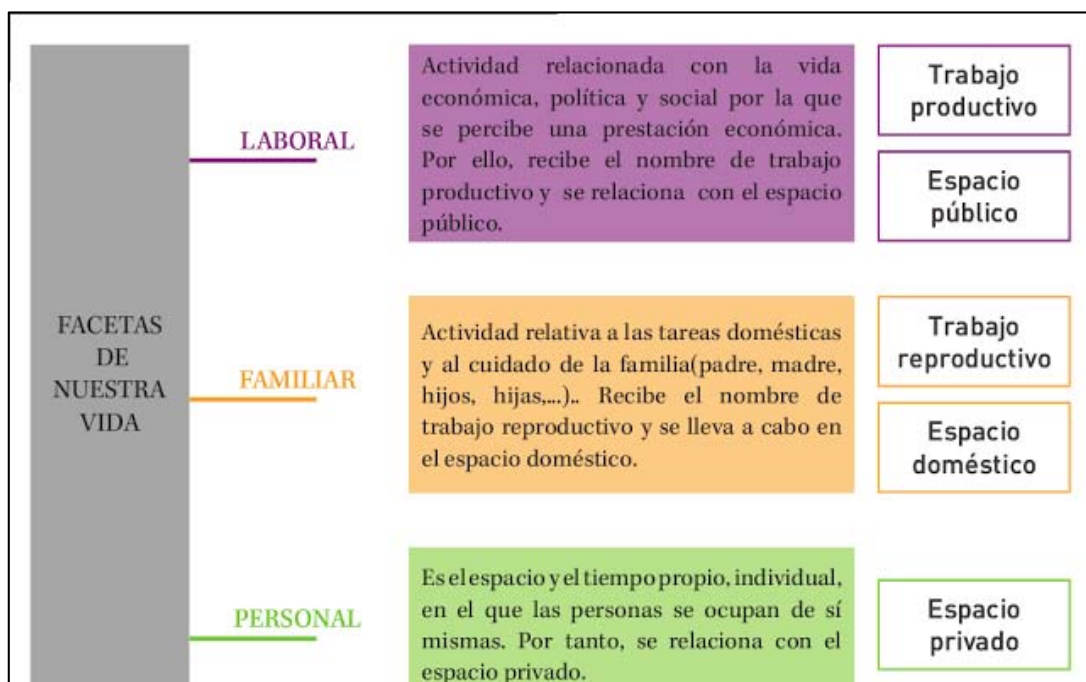 FACETAS
DE
NUESTRA
VIDA
LABORAL
Actividad relacionada con la vida
económica, política y social por la que
se percibe una prestación económica.
Por ello, recibe el nombre de trabajo
productivo y se relaciona con el espacio
público.
Trabajo
productivo
Espacio
público
FAMILIAR
Actividad relativa a las tareas domésticas
y al cuidado de la familia(padre, madre,
hijos, hijas,...).. Recibe el nombre de
trabajo reproductivo y se lleva a cabo en
el espacio doméstico.
Trabajo
reproductivo
Espacio
doméstico
PERSONAL
Es el espacio y el tiempo propio, individual,
en el que las personas se ocupan de sí
mismas. Por tanto, se relaciona con el
espacio privado.
Espacio
privado